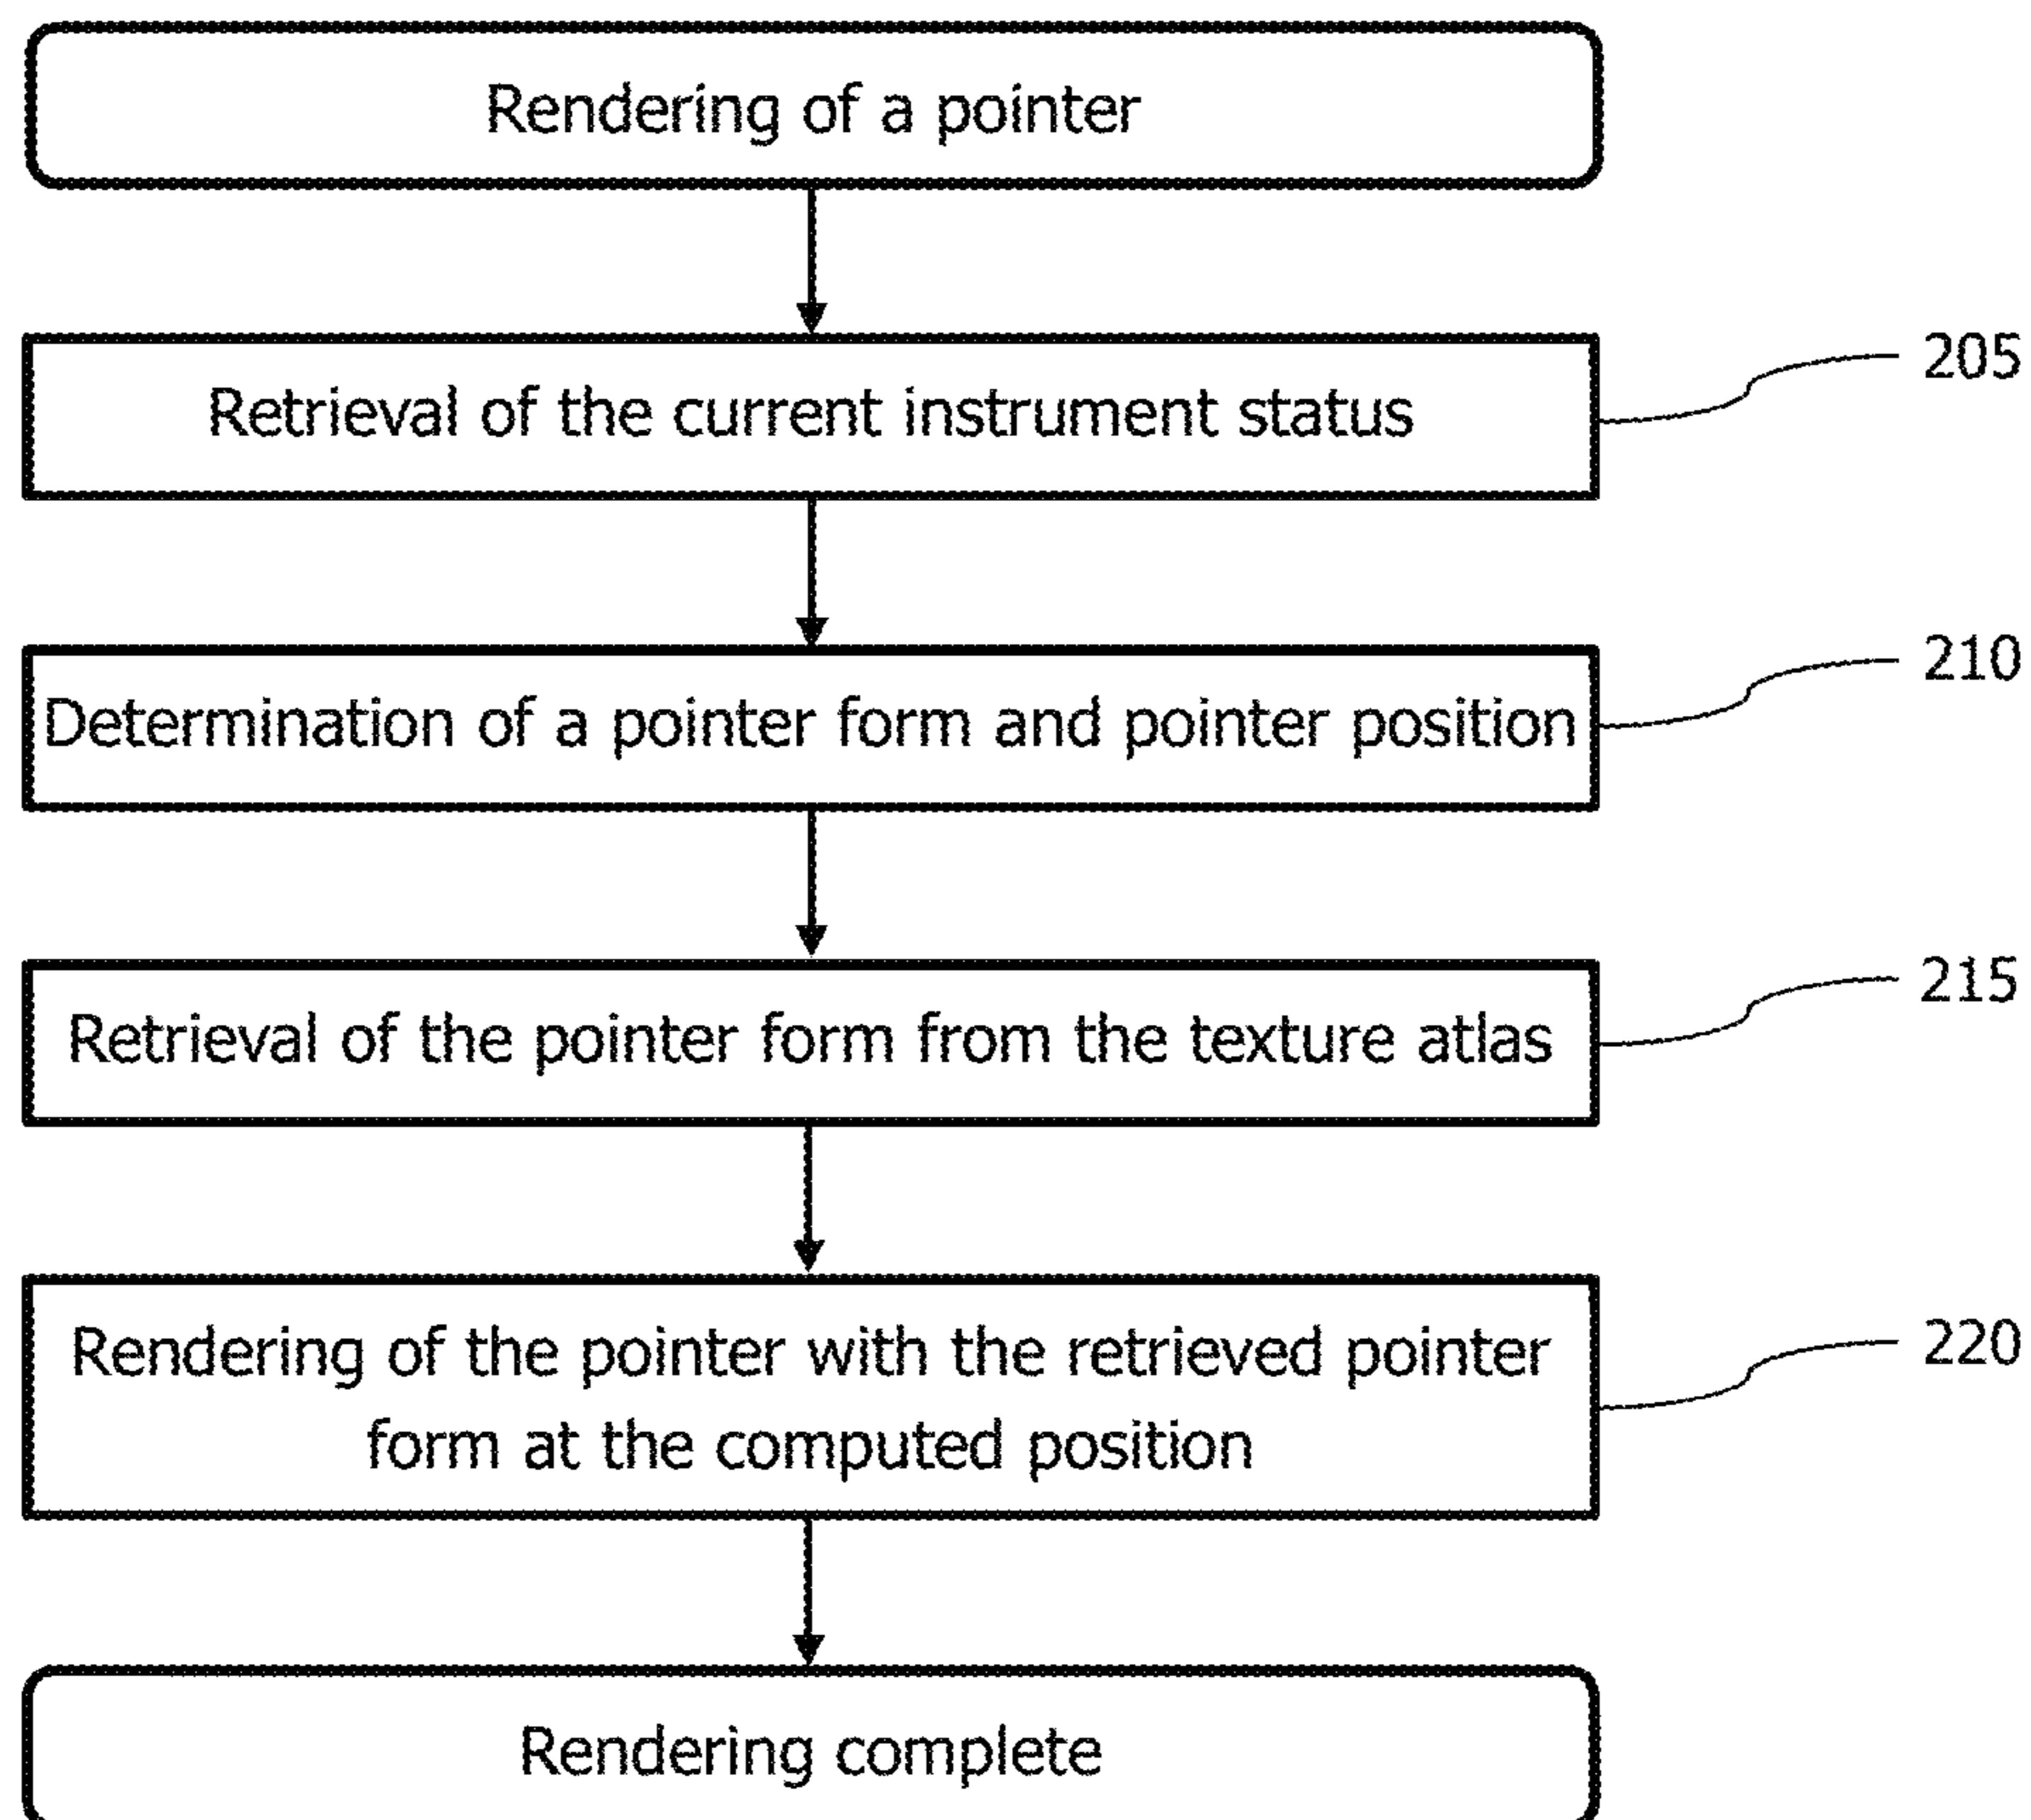 Rendering of a pointer
Retrieval of the current instrument status
205
Determination of a pointer form and pointer position
210
Retrieval of the pointer form from the texture atlas
215
Rendering of the pointer with the retrieved pointer
form at the computed position
220
Rendering complete